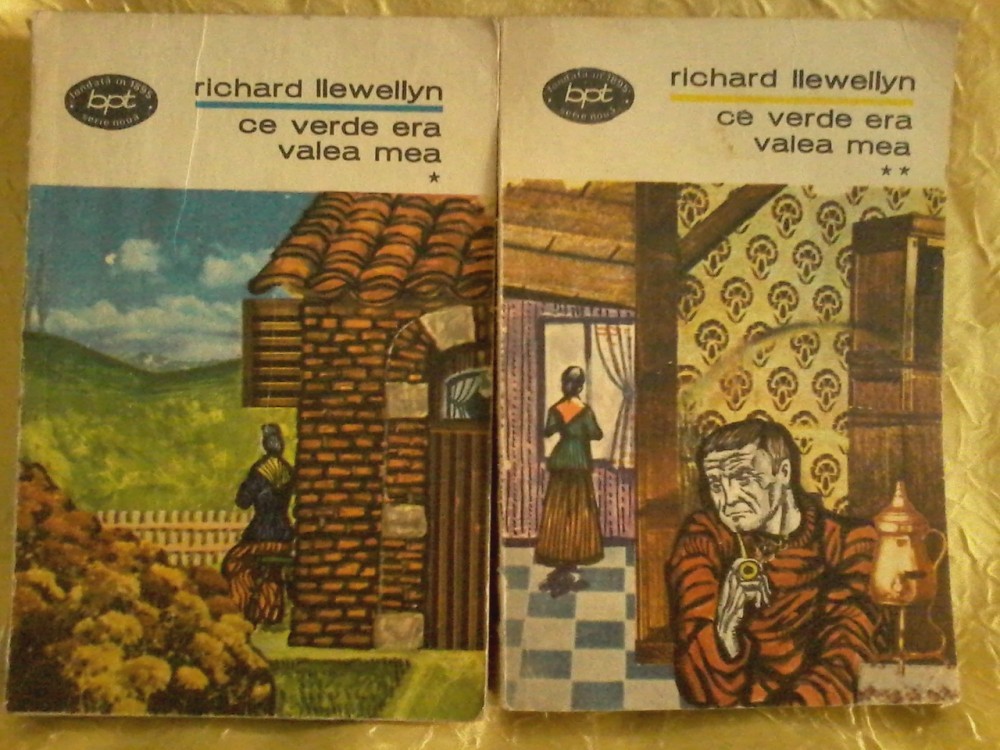 fondată în 1895
bpt
serie nouă
richard llewellyn
ce verde era
valea mea
*
fondată în 1895
bpt
serie nouă
richard llewellyn
ce verde era
valea mea
**